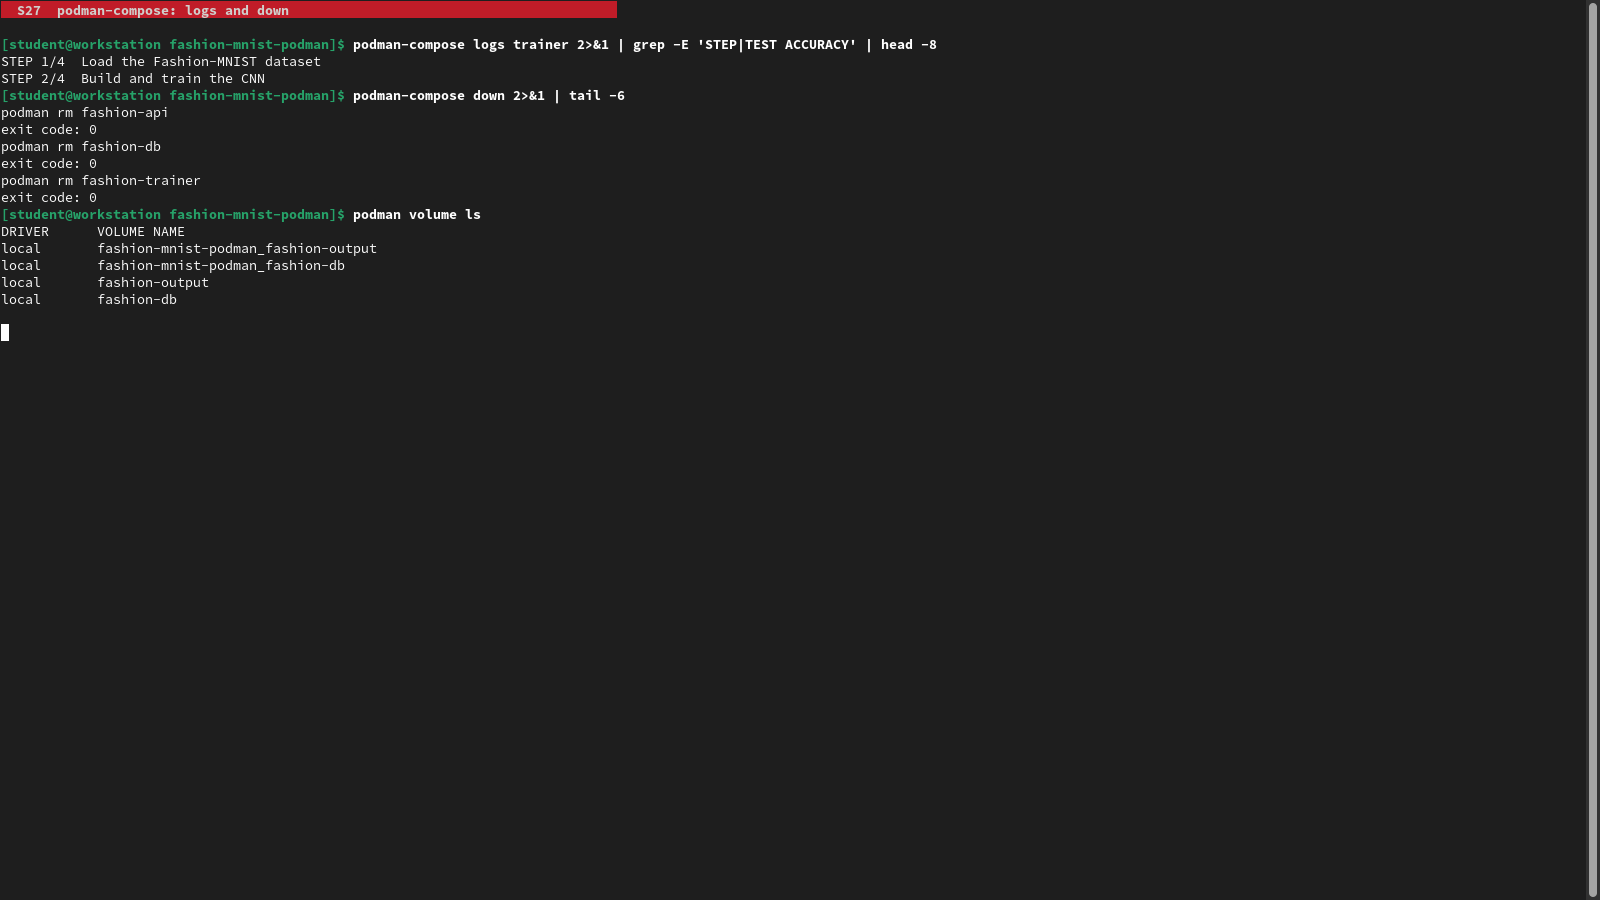 S27  podman-compose: logs and down
[student@workstation fashion-mnist-podman]$ podman-compose logs trainer 2>&1 | grep -E 'STEP|TEST ACCURACY' | head -8
STEP 1/4  Load the Fashion-MNIST dataset
STEP 2/4  Build and train the CNN
[student@workstation fashion-mnist-podman]$ podman-compose down 2>&1 | tail -6
podman rm fashion-api
exit code: 0
podman rm fashion-db
exit code: 0
podman rm fashion-trainer
exit code: 0
[student@workstation fashion-mnist-podman]$ podman volume ls
DRIVER      VOLUME NAME
local       fashion-mnist-podman_fashion-output
local       fashion-mnist-podman_fashion-db
local       fashion-output
local       fashion-db